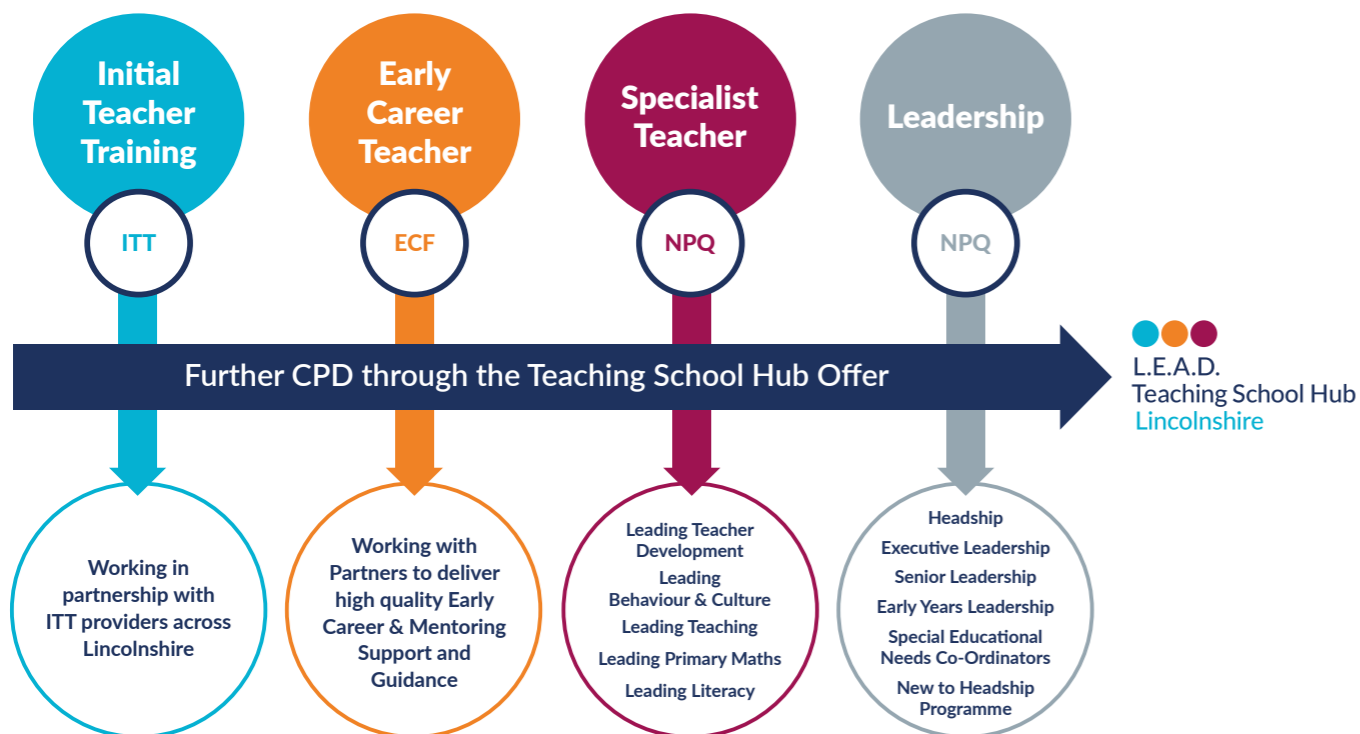 Initial
Teacher
Training
ITT
Early
Career
Teacher
ECF
Specialist
Teacher
NPQ
Leadership
NPQ
Further CPD through the Teaching School Hub Offer
L.E.A.D.
Teaching School Hub
Lincolnshire
Working in
partnership with
ITT providers across
Lincolnshire
Working with
Partners to deliver
high quality Early
Career & Mentoring
Support and
Guidance
Leading Teacher
Development
Leading
Behaviour & Culture
Leading Teaching
Leading Primary Maths
Leading Literacy
Headship
Executive Leadership
Senior Leadership
Early Years Leadership
Special Educational
Needs Co-Ordinators
New to Headship
Programme